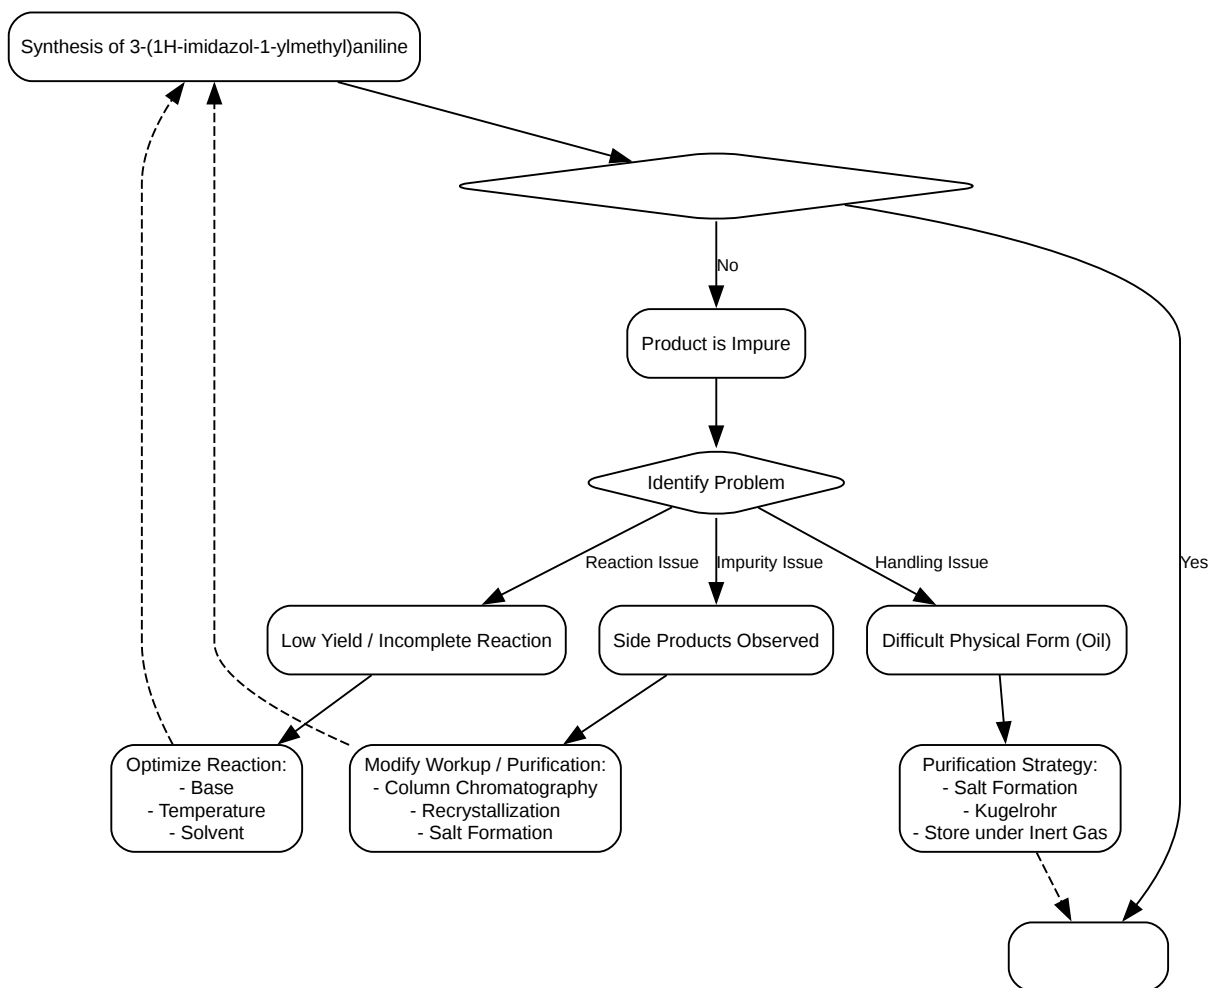 Synthesis of 3-(1H-imidazol-1-ylmethyl)aniline
No
Product is Impure
Identify Problem
Reaction Issue
Impurity Issue
Handling Issue
Yes
Low Yield / Incomplete Reaction
Side Products Observed
Difficult Physical Form (Oil)
Optimize Reaction:
- Base
- Temperature
- Solvent
Modify Workup / Purification:
- Column Chromatography
- Recrystallization
- Salt Formation
Purification Strategy:
- Salt Formation
- Kugelrohr
- Store under Inert Gas